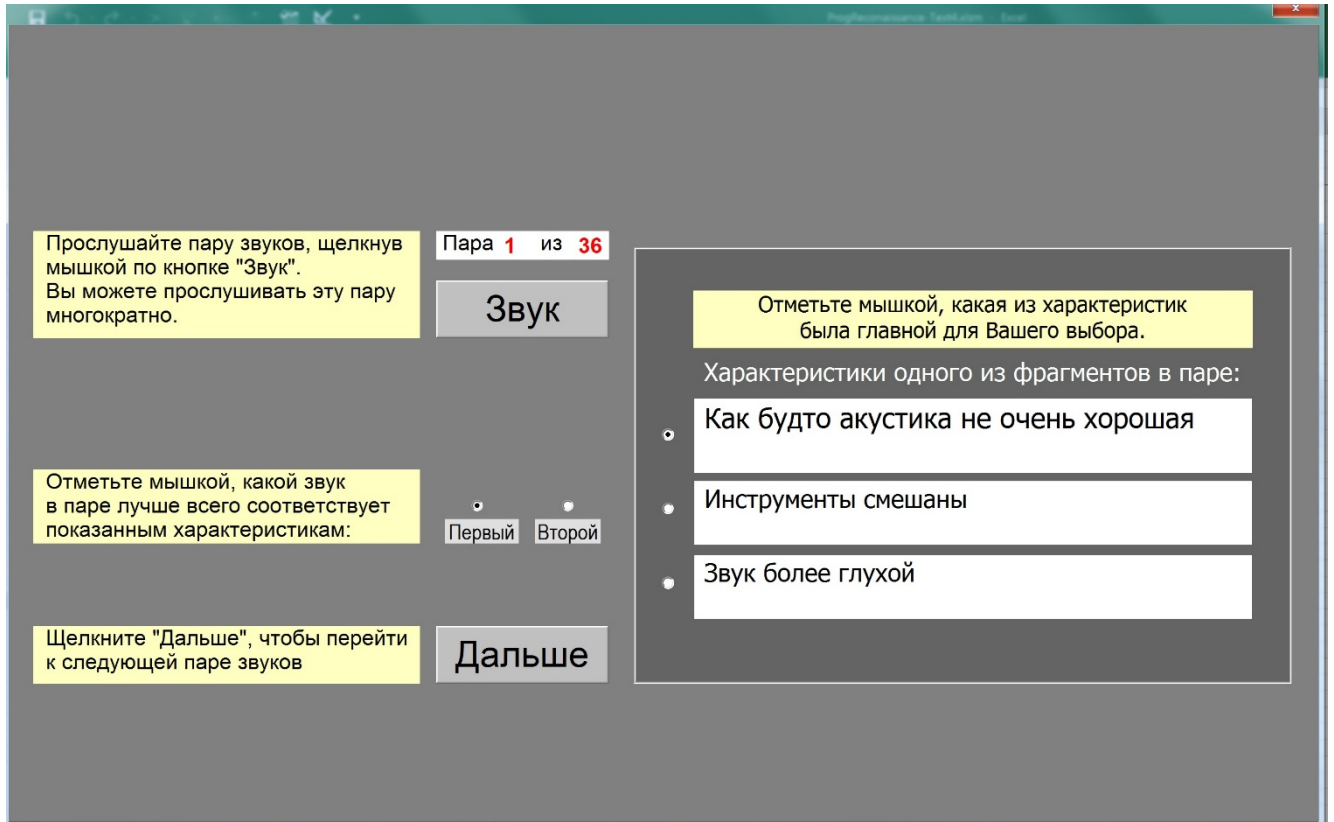 Прослушайте пару звуков, щелкнув
мышкой по кнопке "Звук".
Вы можете прослушивать эту пару
многократно.
Пара 1 из 36
Звук
Отметьте мышкой, какой звук
в паре лучше всего соответствует
показанным характеристикам:
Первый Второй
Щелкните "Дальше", чтобы перейти
к следующей паре звуков
Дальше
Отметьте мышкой, какая из характеристик
была главной для Вашего выбора.
Характеристики одного из фрагментов в паре:
Как будто акустика не очень хорошая
Инструменты смешаны
Звук более глухой